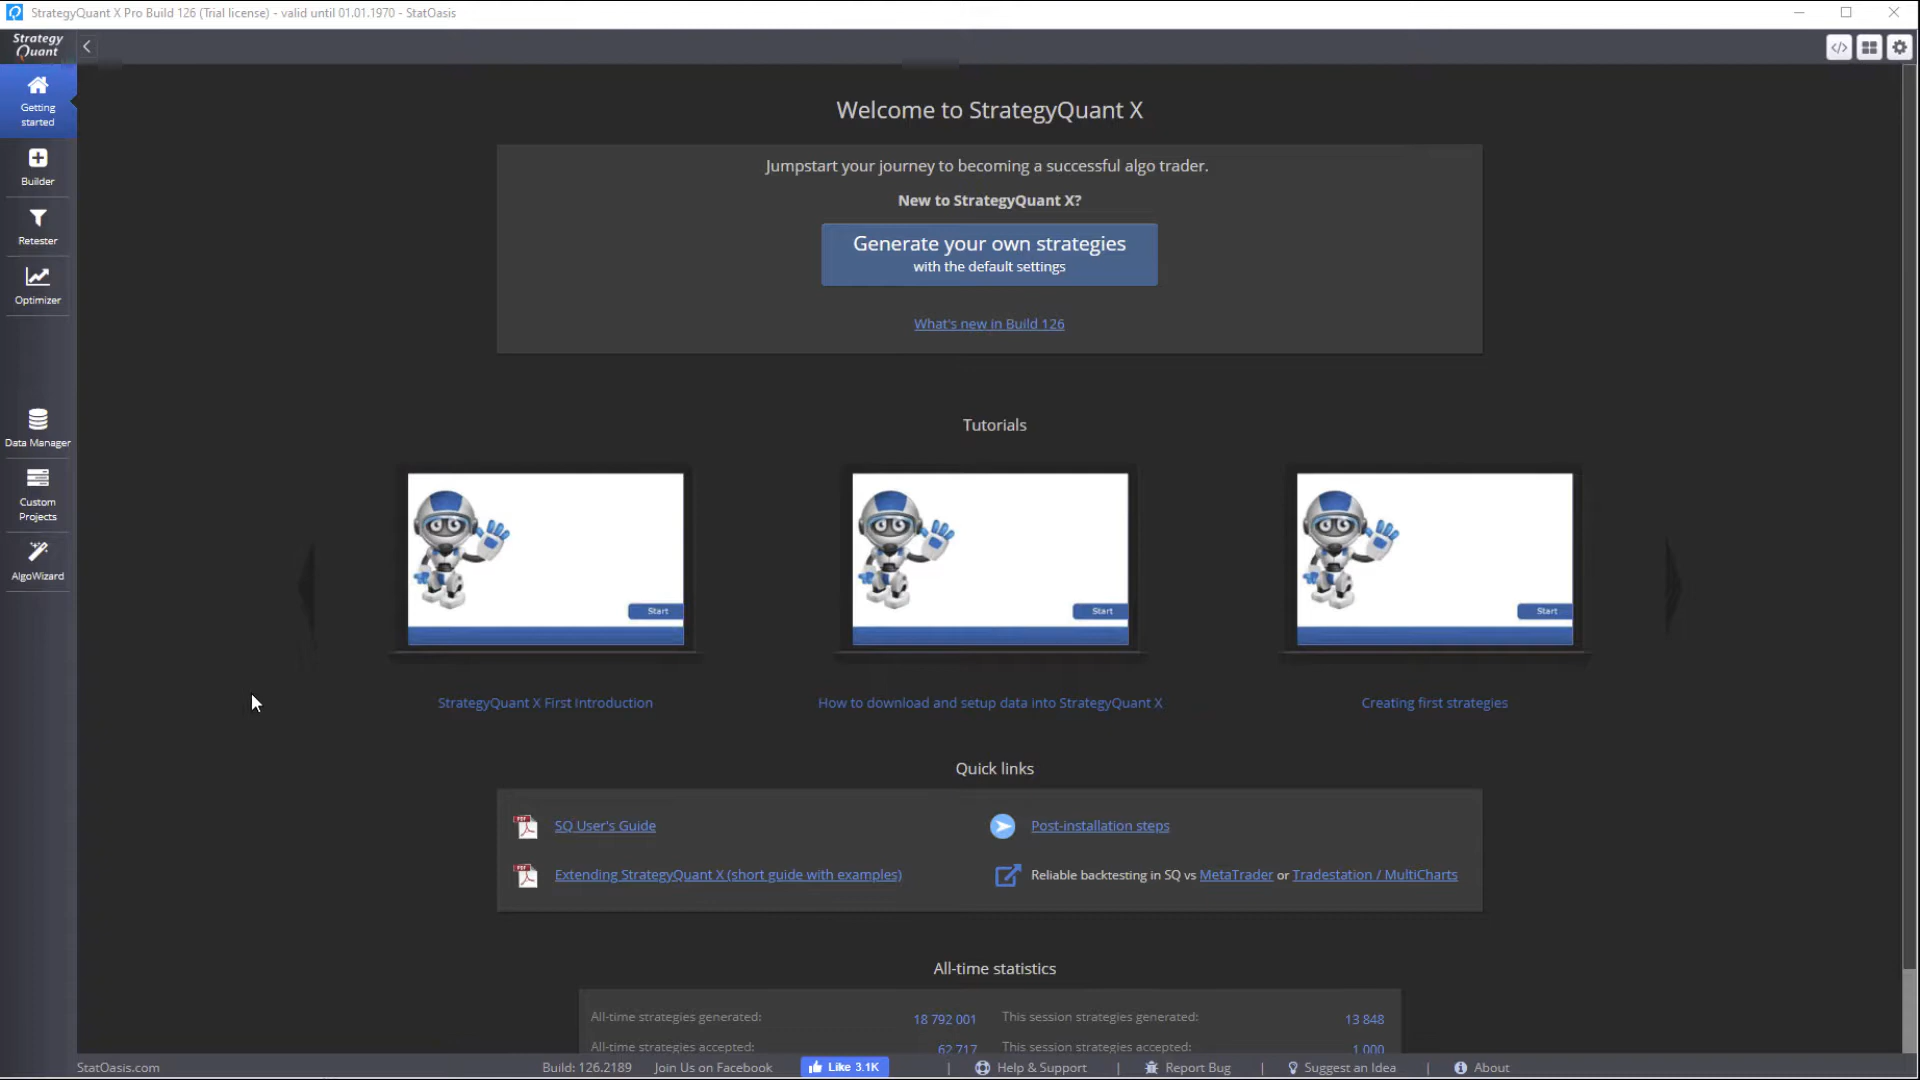 StrategyQuant X Pro Build 126 (Trial license) - valid until 01.01.1970 - StatOasis
Strategy
Quant
Getting
started
Builder
Retester
Optimizer
Data Manager
Custom
Projects
AlgoWizard
Welcome to StrategyQuant X
Jumpstart your journey to becoming a successful algo trader.
New to StrategyQuant X?
Generate your own strategies
with the default settings
What's new in Build 126
Tutorials
Start
Start
Start
StrategyQuant X First Introduction
How to download and setup data into StrategyQuant X
Creating first strategies
Quick links
PDF SQ User's Guide
Post-installation steps
PDF Extending StrategyQuant X (short guide with examples)
Reliable backtesting in SQ vs MetaTrader or Tradestation / MultiCharts
All-time statistics
All-time strategies generated: 18 792 001 This session strategies generated: 13 848
All-time strategies accepted: 62 717 This session strategies accepted: 1 000
StatOasis.com Build: 126.2189 Join Us on Facebook Like 3.1K | Help & Support | Report Bug | Suggest an Idea | About